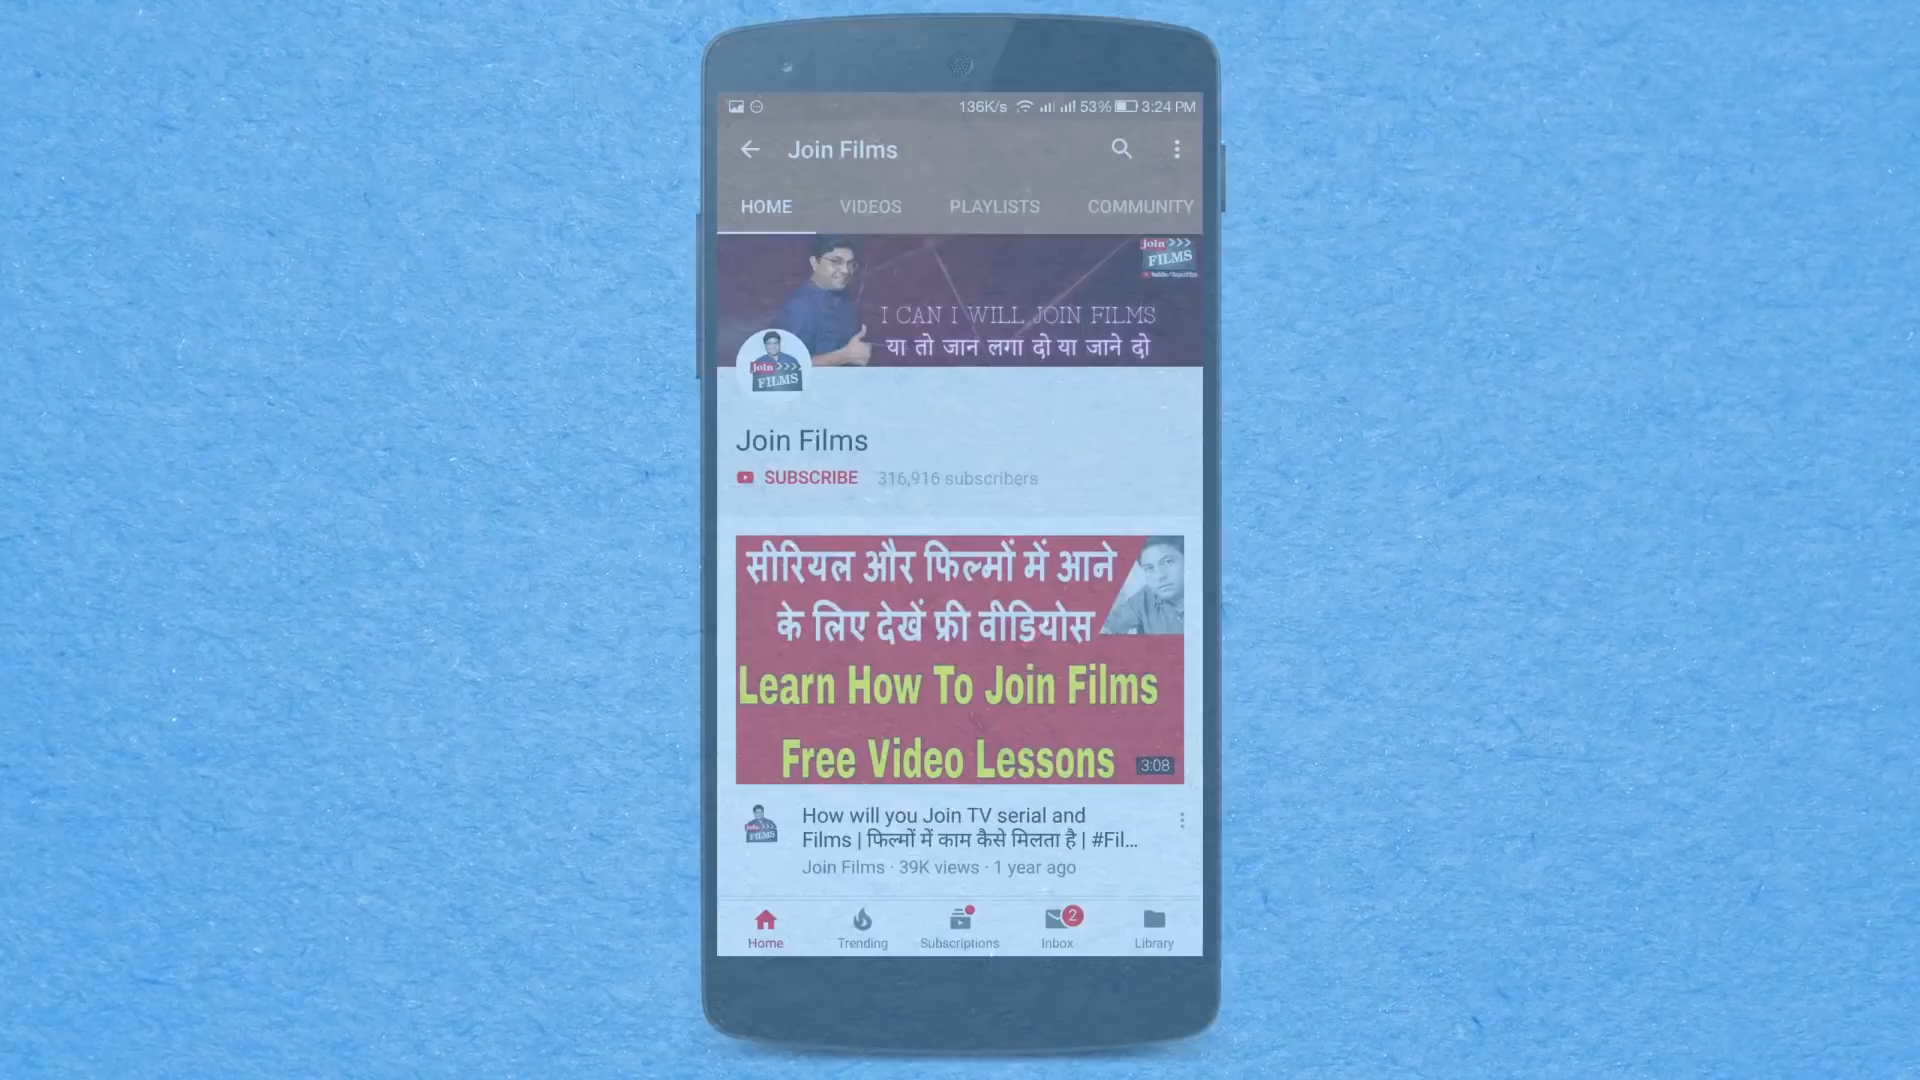 136K/s 53% 3:24 PM
Join Films
HOME VIDEOS PLAYLISTS COMMUNITY
Join
FILMS
I CAN I WILL JOIN FILMS
या तो जान लगा दो या जाने दो
Join
FILMS
Join Films
SUBSCRIBE 316,916 subscribers
सीरियल और फिल्मों में आने
के लिए देखें फ्री वीडियोस
Learn How To Join Films
Free Video Lessons
3:08
How will you Join TV serial and
Films | फिल्मों में काम कैसे मिलता है | #Fil...
Join
FILMS
Join Films · 39K views · 1 year ago
2
Home Trending Subscriptions Inbox Library